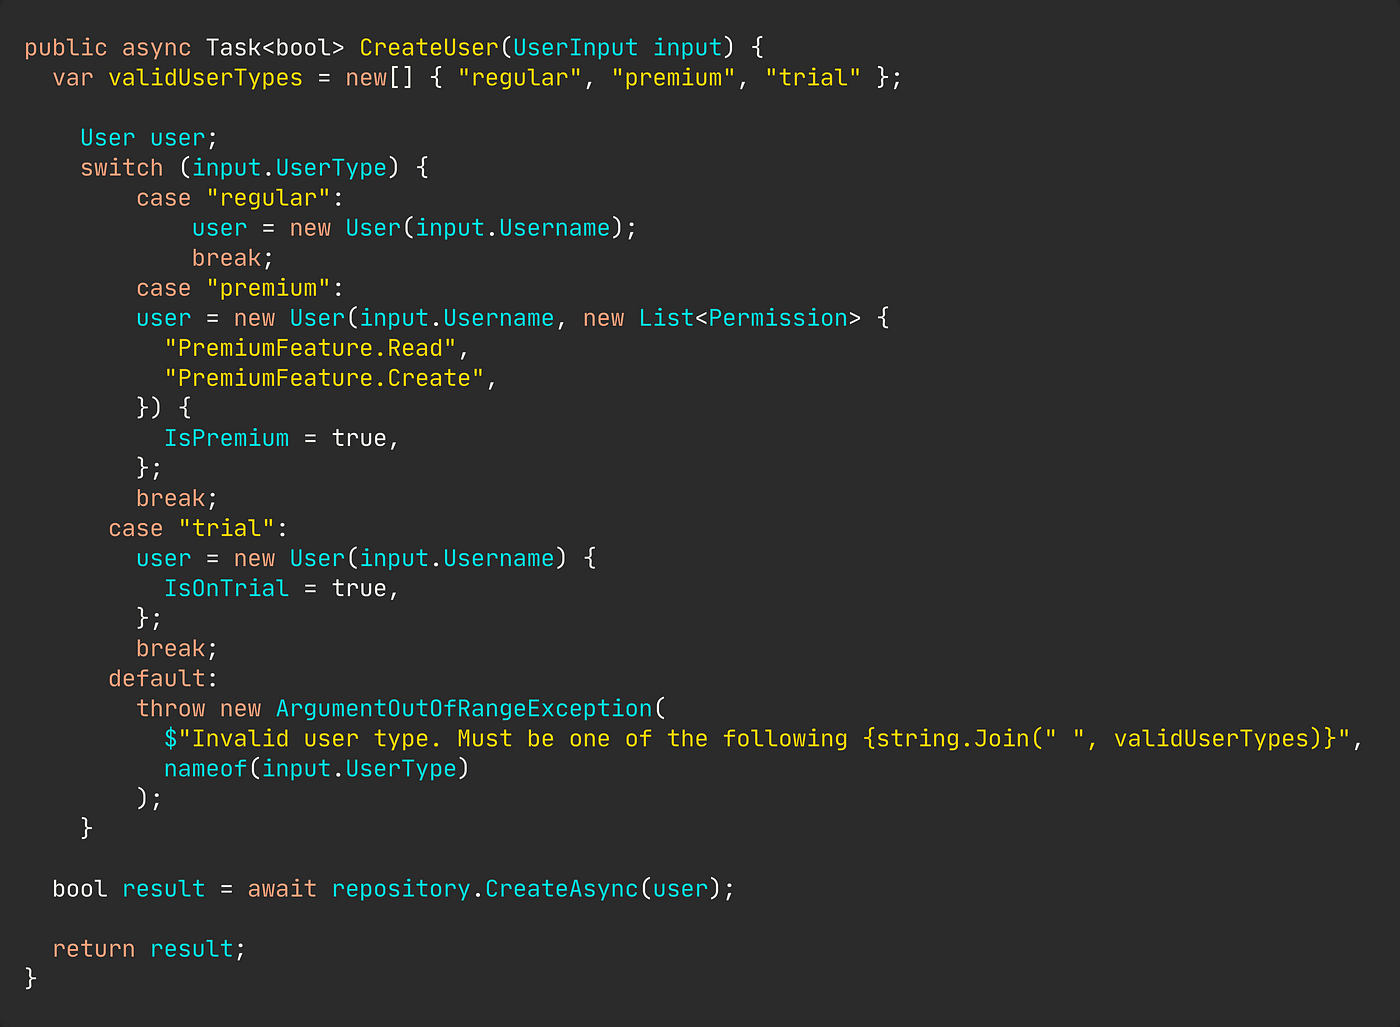 public async Task<bool> CreateUser(UserInput input) {
  var validUserTypes = new[] { "regular", "premium", "trial" };

    User user;
    switch (input.UserType) {
        case "regular":
            user = new User(input.Username);
            break;
        case "premium":
        user = new User(input.Username, new List<Permission> {
          "PremiumFeature.Read",
          "PremiumFeature.Create",
        }) {
          IsPremium = true,
        };
        break;
      case "trial":
        user = new User(input.Username) {
          IsOnTrial = true,
        };
        break;
      default:
        throw new ArgumentOutOfRangeException(
          $"Invalid user type. Must be one of the following {string.Join(" ", validUserTypes)}",
          nameof(input.UserType)
        );
    }

  bool result = await repository.CreateAsync(user);

  return result;
}